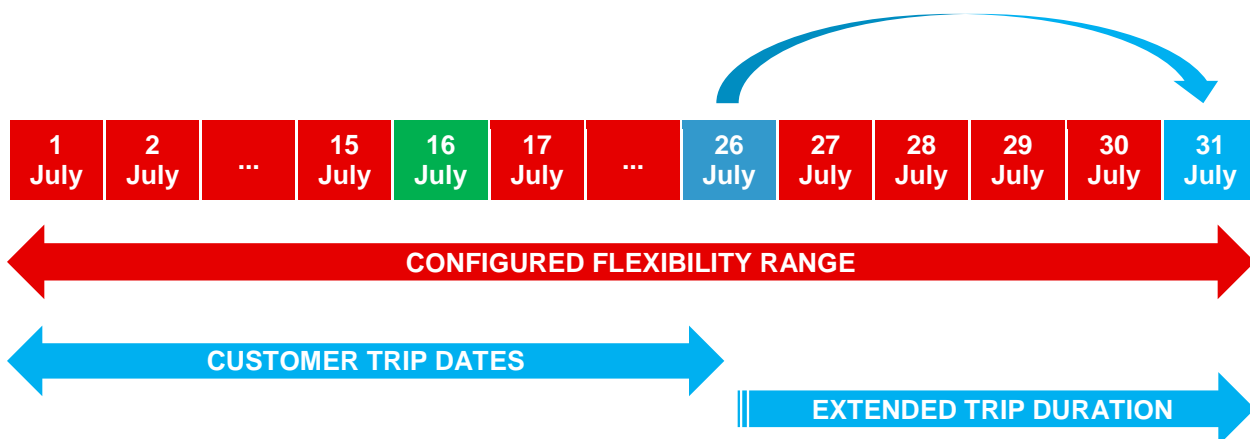 1 July
2 July
...
15 July
16 July
17 July
...
26 July
27 July
28 July
29 July
30 July
31 July
CONFIGURED FLEXIBILITY RANGE
CUSTOMER TRIP DATES
EXTENDED TRIP DURATION